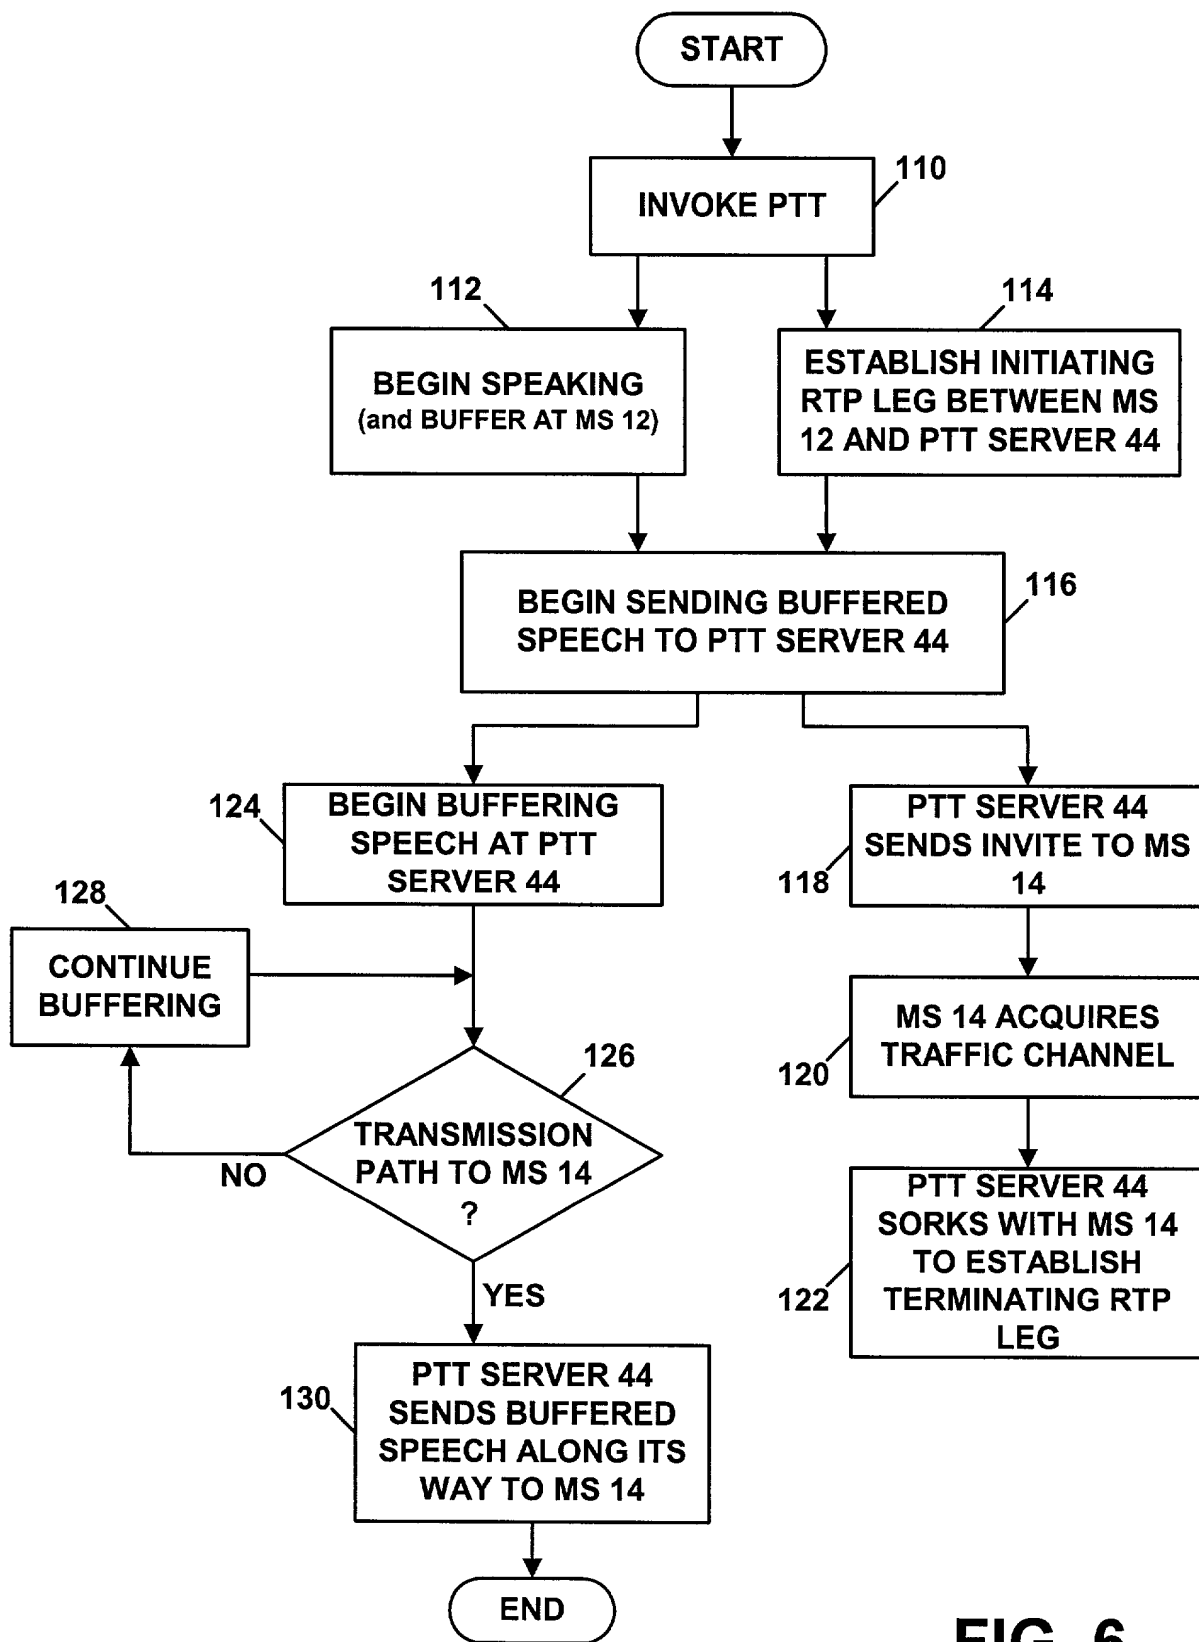 START
INVOKE PTT
110
112
BEGIN SPEAKING
(and BUFFER AT MS 12)
114
ESTABLISH INITIATING
RTP LEG BETWEEN MS
12 AND PTT SERVER 44
BEGIN SENDING BUFFERED
SPEECH TO PTT SERVER 44
116
124
BEGIN BUFFERING
SPEECH AT PTT
SERVER 44
PTT SERVER 44
SENDS INVITE TO MS
14
118
128
CONTINUE
BUFFERING
MS 14 ACQUIRES
TRAFFIC CHANNEL
120
126
TRANSMISSION
PATH TO MS 14
?
NO
YES
PTT SERVER 44
SORKS WITH MS 14
TO ESTABLISH
TERMINATING RTP
LEG
122
130
PTT SERVER 44
SENDS BUFFERED
SPEECH ALONG ITS
WAY TO MS 14
END
FIG. 6